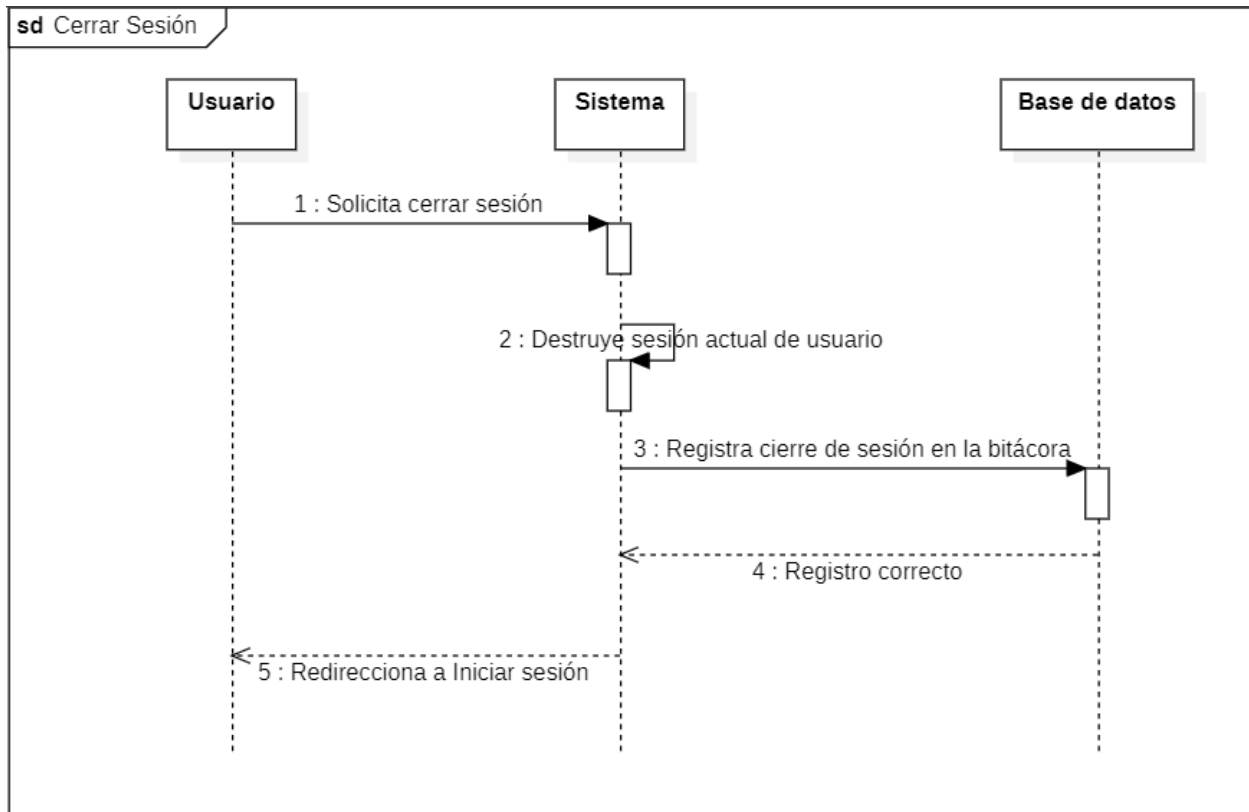 sd Cerrar Sesión
Usuario
Sistema
Base de datos
1 : Solicita cerrar sesión
2 : Destruye sesión actual de usuario
3 : Registra cierre de sesión en la bitácora
4 : Registro correcto
5 : Redirecciona a Iniciar sesión